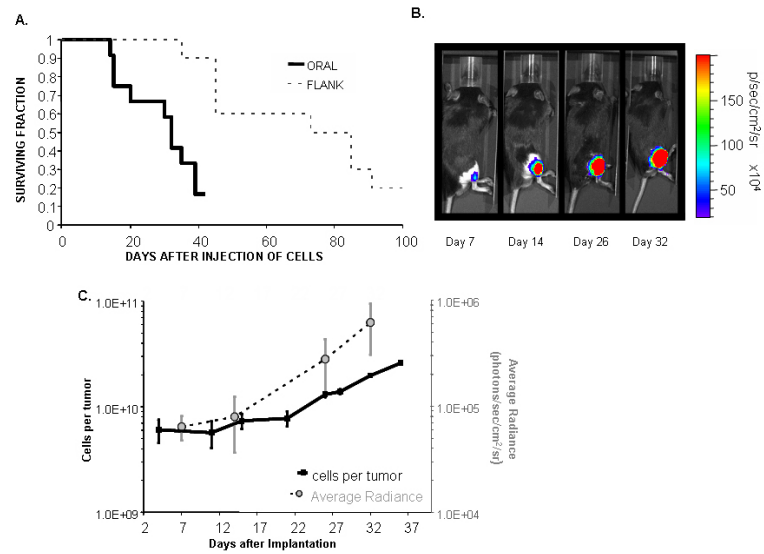 A.
1
0.9
0.8
0.7
0.6
0.5
0.4
0.3
0.2
0.1
0
SURVIVING FRACTION
ORAL
FLANK
0 20 40 60 80 100
DAYS AFTER INJECTION OF CELLS
B.
150
100
50
p/sec/cm²/sr x10⁴
Day 7 Day 14 Day 26 Day 32
C.
1.0E+11
1.0E+10
1.0E+09
Cells per tumor
1.0E+06
1.0E+05
1.0E+04
Average Radiance
(photons/sec/cm²/sr)
cells per tumor
Average Radiance
2 7 12 17 22 27 32 37
Days after Implantation